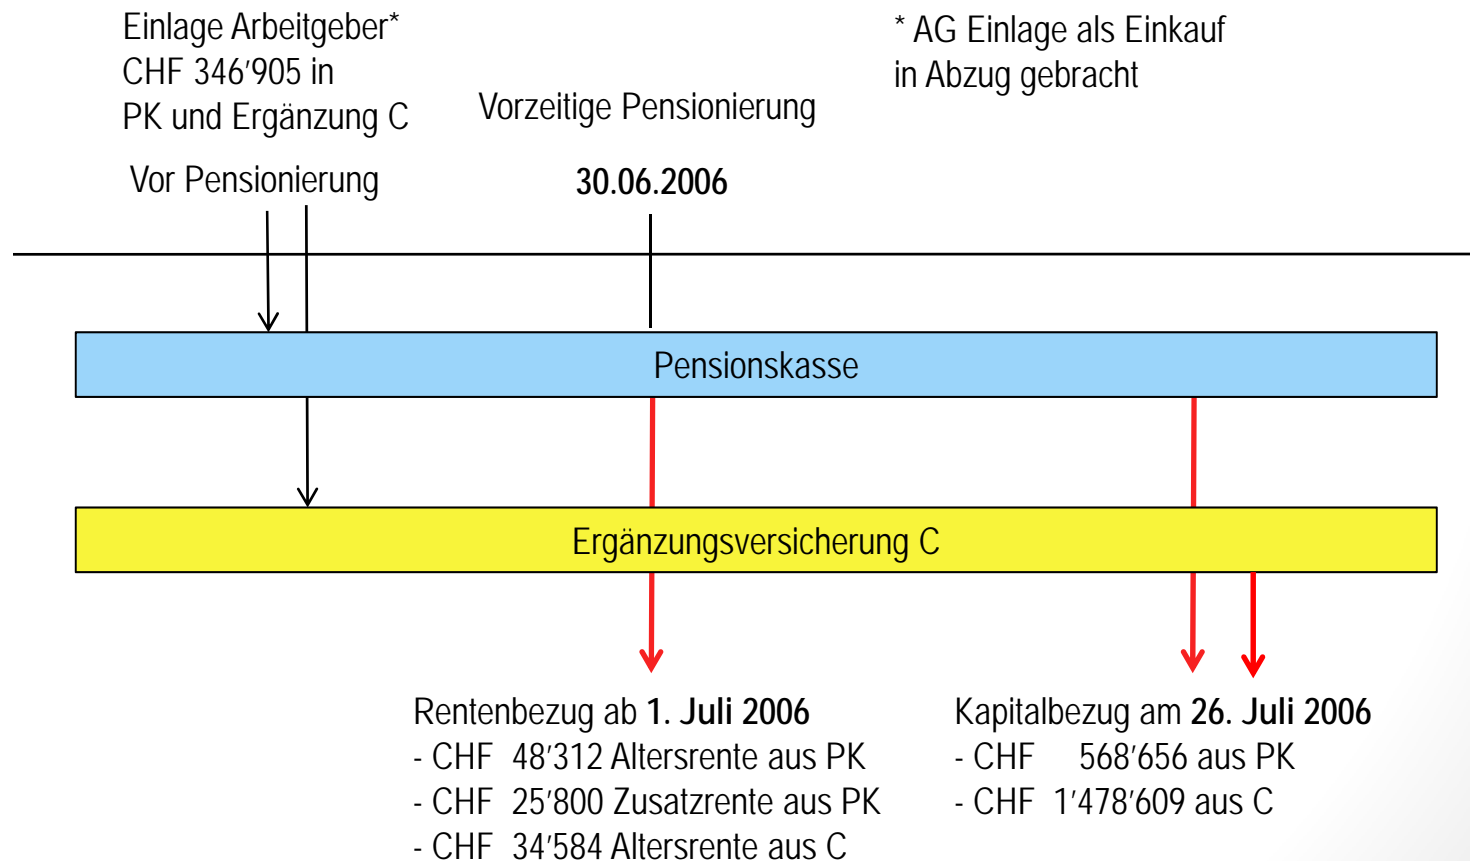 Einlage Arbeitgeber*
CHF 346’905 in
PK und Ergänzung C
Vor Pensionierung
Vorzeitige Pensionierung
30.06.2006
* AG Einlage als Einkauf
in Abzug gebracht
Pensionskasse
Ergänzungsversicherung C
Rentenbezug ab 1. Juli 2006
- CHF 48’312 Altersrente aus PK
- CHF 25’800 Zusatzrente aus PK
- CHF 34’584 Altersrente aus C
Kapitalbezug am 26. Juli 2006
- CHF 568’656 aus PK
- CHF 1’478’609 aus C